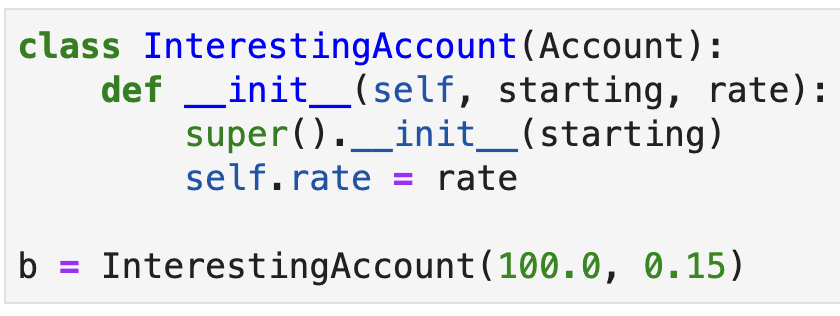 class InterestingAccount(Account):
    def __init__(self, starting, rate):
        super().__init__(starting)
        self.rate = rate

b = InterestingAccount(100.0, 0.15)